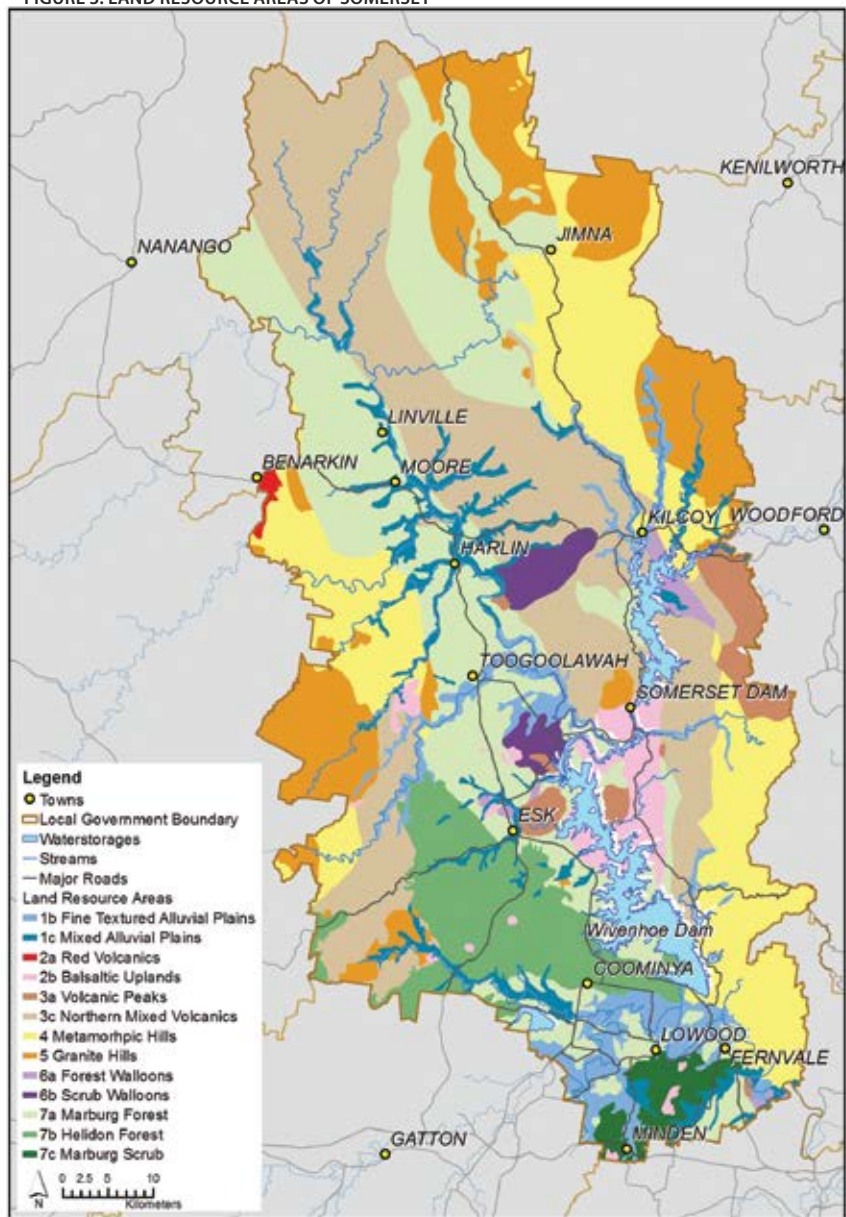 FIGURE 3. LAND RESOURCE AREAS OF SOMERSET
KENILWORTH
NANANGO
JIMNA
LINVILLE
BENARKIN
MOORE
KILCOY
WOODFORD
HARLIN
TOOGOOLAWAH
SOMERSET DAM
ESK
Wivenhoe Dam
COOMINYA
LOWOOD
FERNVALE
GATTON
MINDEN
Legend
Towns
Local Government Boundary
Waterstorages
Streams
Major Roads
Land Resource Areas
1b Fine Textured Alluvial Plains
1c Mixed Alluvial Plains
2a Red Volcanics
2b Balsaltic Uplands
3a Volcanic Peaks
3c Northern Mixed Volcanics
4 Metamorhpic Hills
5 Granite Hills
6a Forest Walloons
6b Scrub Walloons
7a Marburg Forest
7b Helidon Forest
7c Marburg Scrub
N
0 2.5 5 10
Kilometers